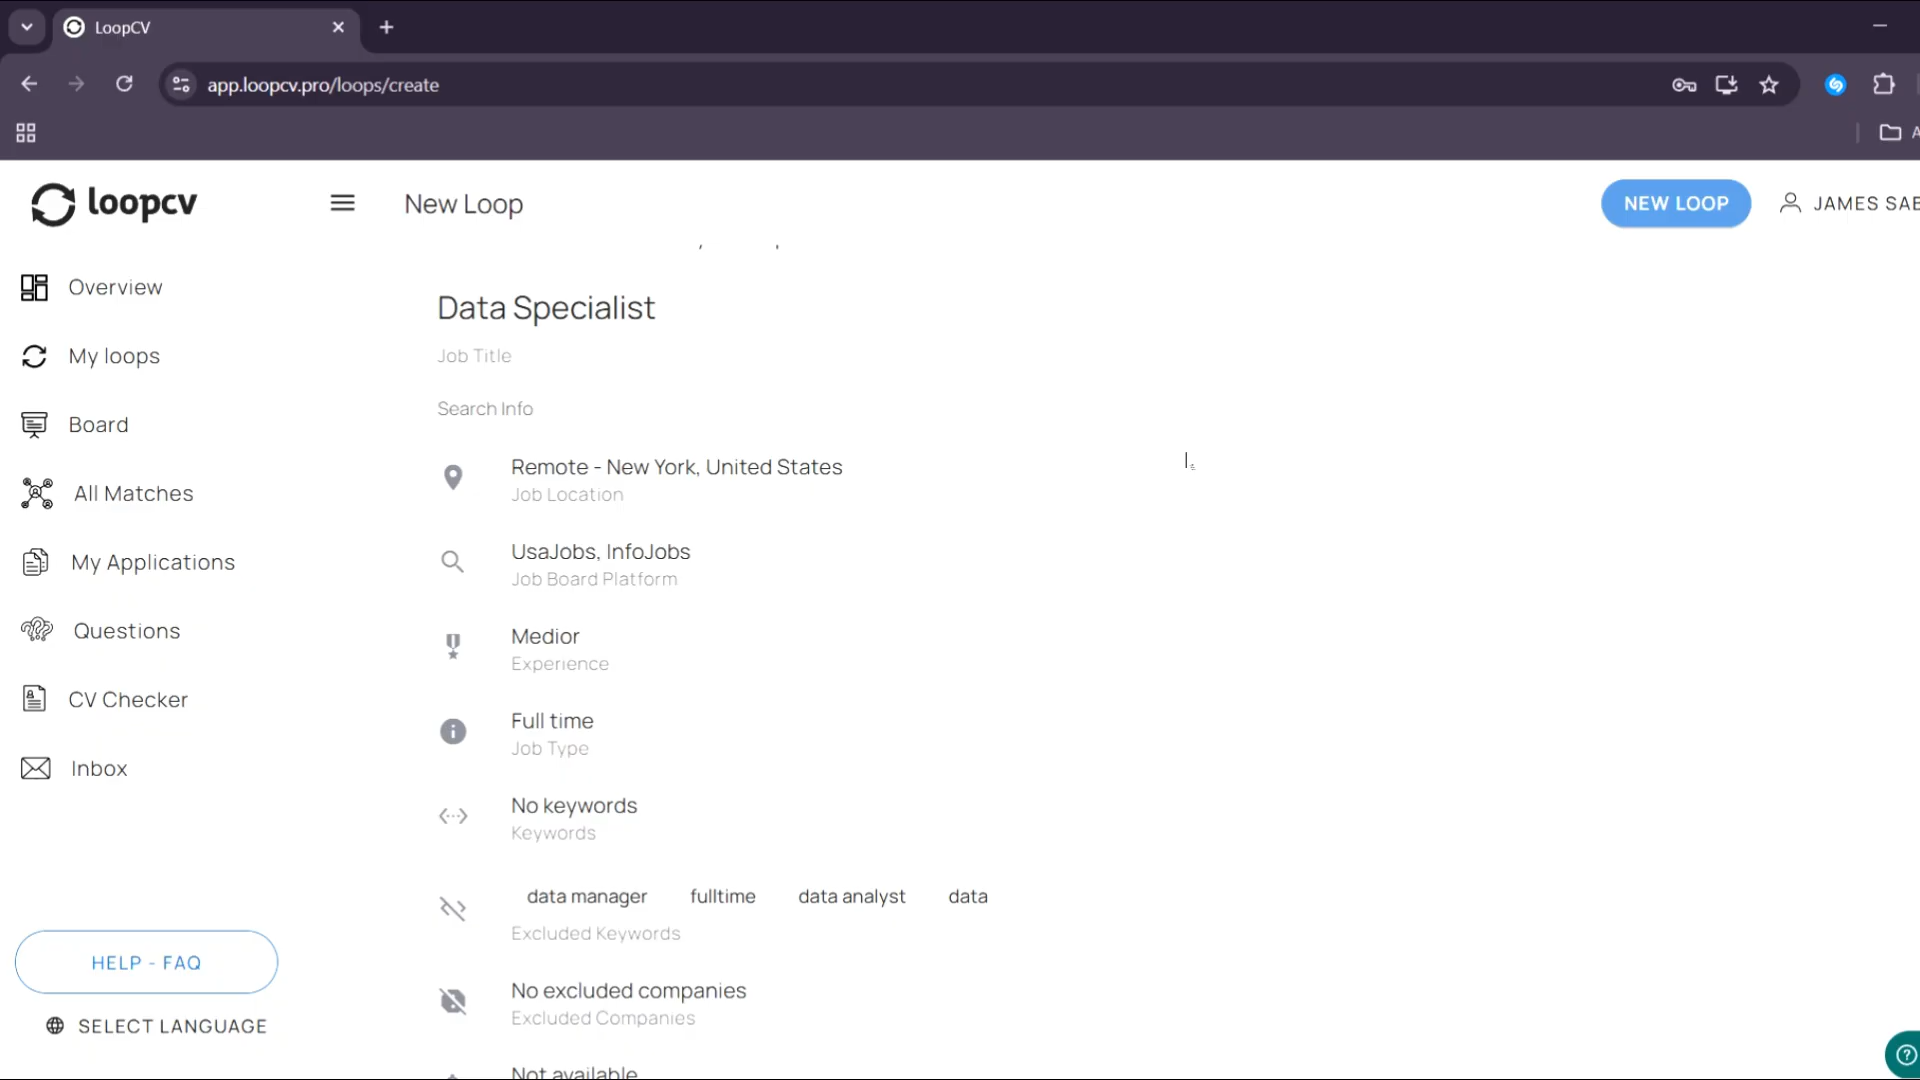 LoopCV
app.loopcv.pro/loops/create
loopcv
New Loop
NEW LOOP
JAMES SAB
Overview
My loops
Board
All Matches
My Applications
Questions
CV Checker
Inbox
HELP - FAQ
SELECT LANGUAGE
Data Specialist
Job Title
Search Info
Remote - New York, United States
Job Location
UsaJobs, InfoJobs
Job Board Platform
Medior
Experience
Full time
Job Type
No keywords
Keywords
data manager fulltime data analyst data
Excluded Keywords
No excluded companies
Excluded Companies
Not available